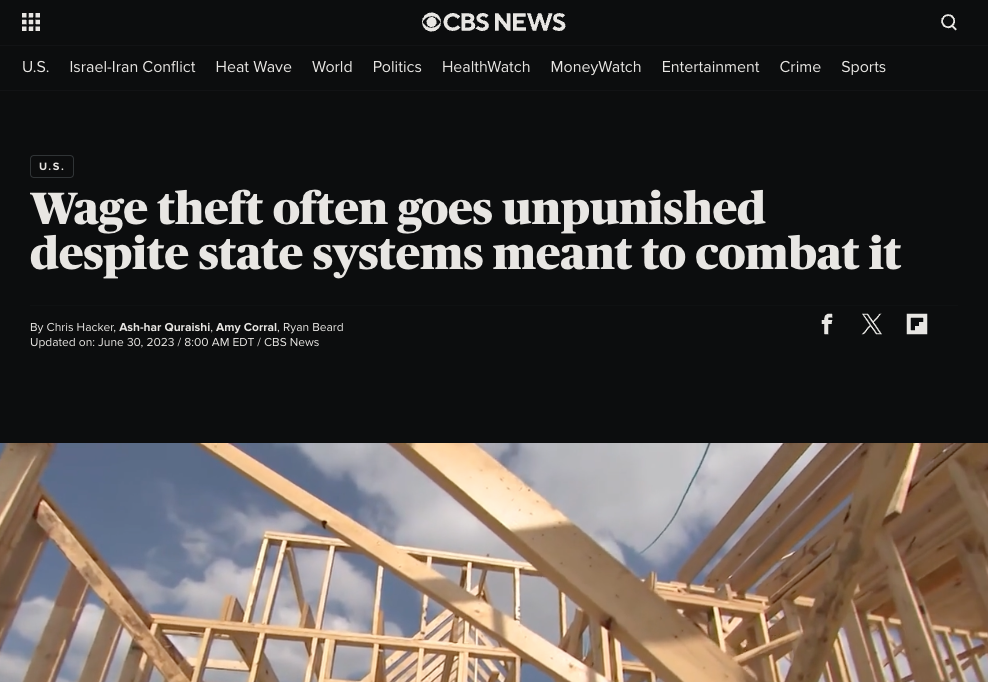 CBS NEWS
U.S. Israel-Iran Conflict Heat Wave World Politics HealthWatch MoneyWatch Entertainment Crime Sports
U.S.
Wage theft often goes unpunished
despite state systems meant to combat it
By Chris Hacker, Ash-har Quraishi, Amy Corral, Ryan Beard
Updated on: June 30, 2023 / 8:00 AM EDT / CBS News